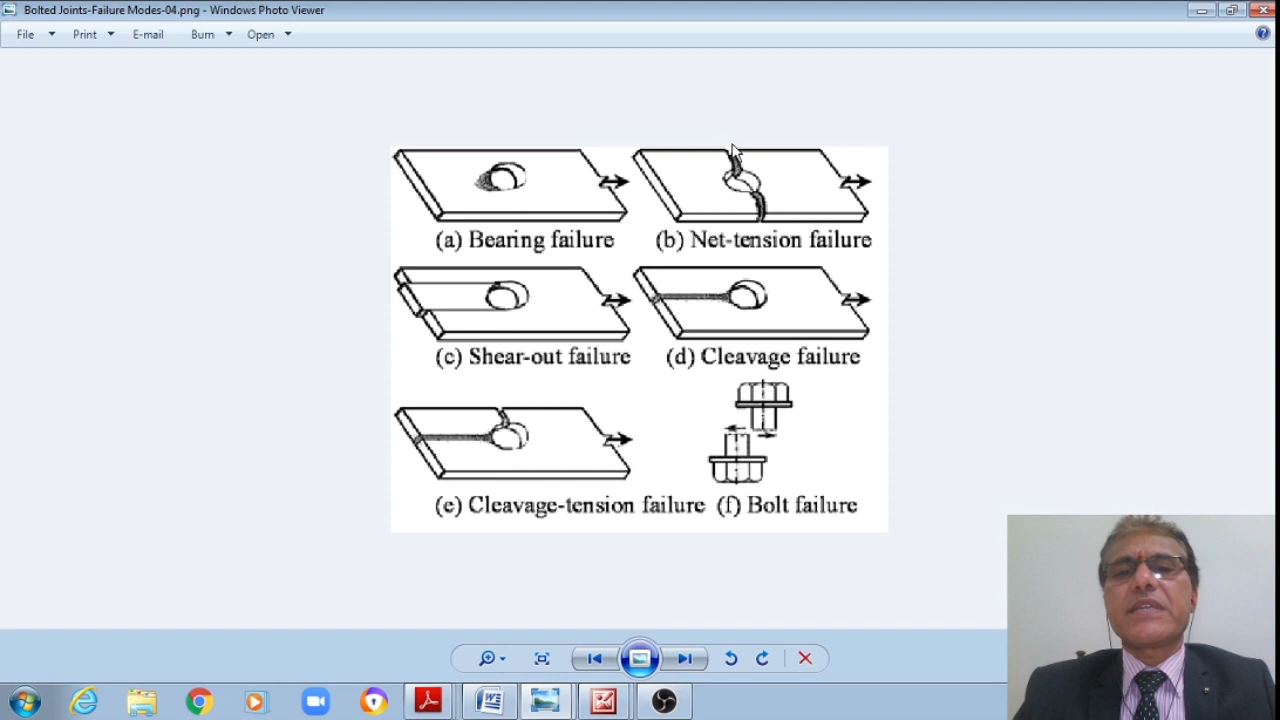 Bolted Joints-Failure Modes-04.png - Windows Photo Viewer
File Print E-mail Burn Open
(a) Bearing failure (b) Net-tension failure
(c) Shear-out failure (d) Cleavage failure
(e) Cleavage-tension failure (f) Bolt failure